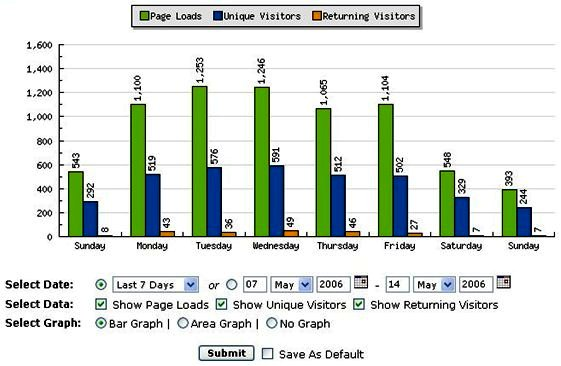 Page Loads Unique Visitors Returning Visitors
1,600
1,400
1,200
1,000
800
600
400
200
0
543 292 8
1,100 519 43
1,253 576 36
1,246 591 49
1,065 512 46
1,104 502 27
548 329 7
393 244 7
Sunday Monday Tuesday Wednesday Thursday Friday Saturday Sunday
Select Date: Last 7 Days or 07 May 2006 - 14 May 2006
Select Data: Show Page Loads Show Unique Visitors Show Returning Visitors
Select Graph: Bar Graph | Area Graph | No Graph
Submit Save As Default